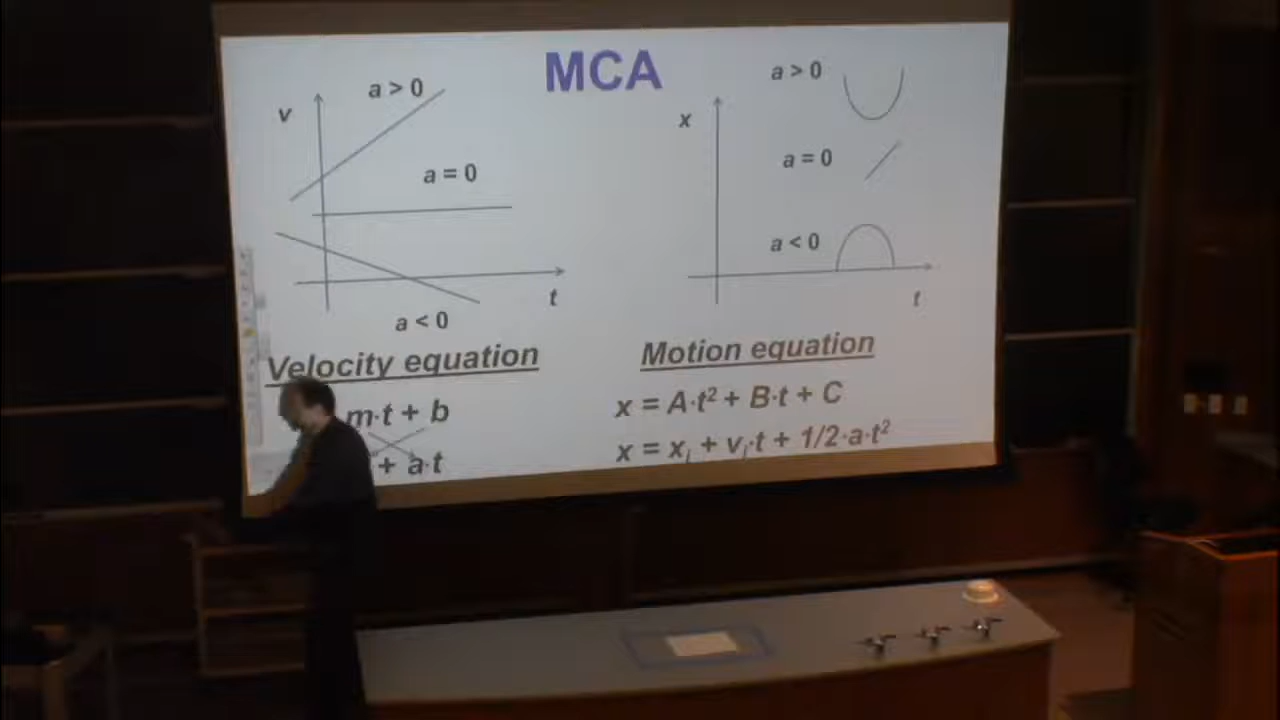 MCA
v
a > 0
a = 0
a < 0
t
x
a > 0
a = 0
a < 0
t
Velocity equation
m·t + b
+ a·t
Motion equation
x = A·t² + B·t + C
x = xᵢ + vᵢ·t + 1/2·a·t²